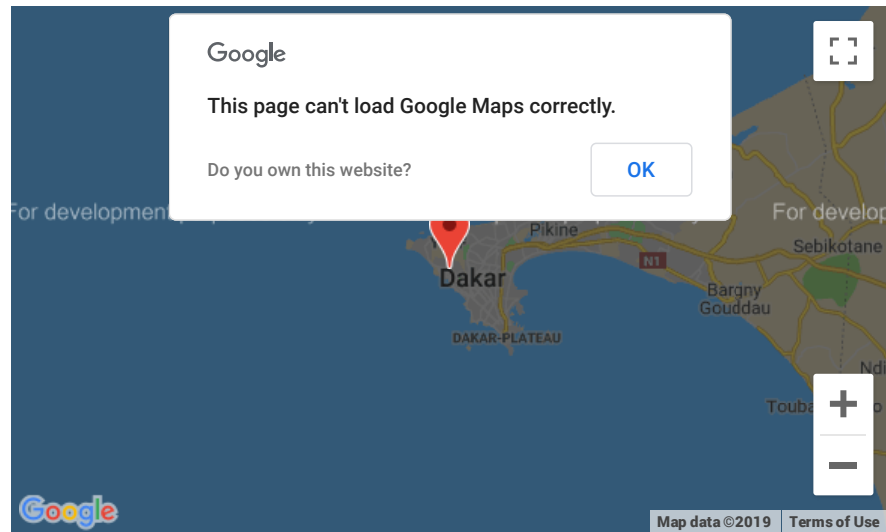 Google
This page can't load Google Maps correctly.
Do you own this website?
OK
For development
For develop
Pikine
Sebikotane
N1
Dakar
Bargny
Gouddau
DAKAR-PLATEAU
Ndi
Touba
+
−
Google
Map data ©2019
Terms of Use